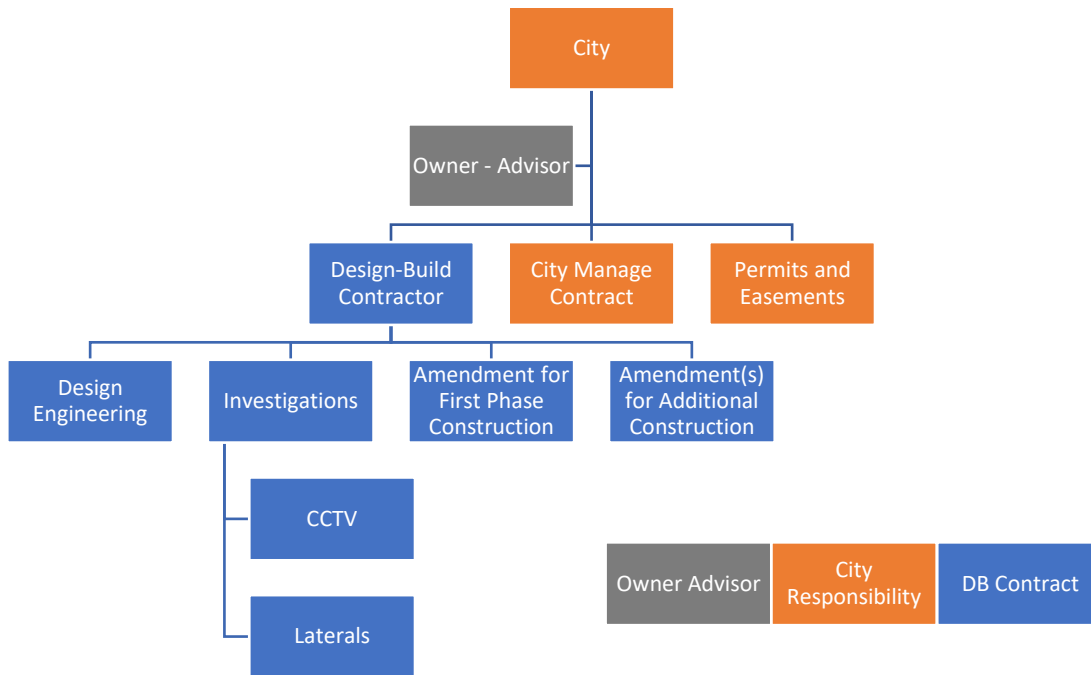 City
Owner - Advisor
Design-Build
Contractor
City Manage
Contract
Permits and
Easements
Design
Engineering
Investigations
Amendment for
First Phase
Construction
Amendment(s)
for Additional
Construction
CCTV
Laterals
Owner Advisor
City
Responsibility
DB Contract